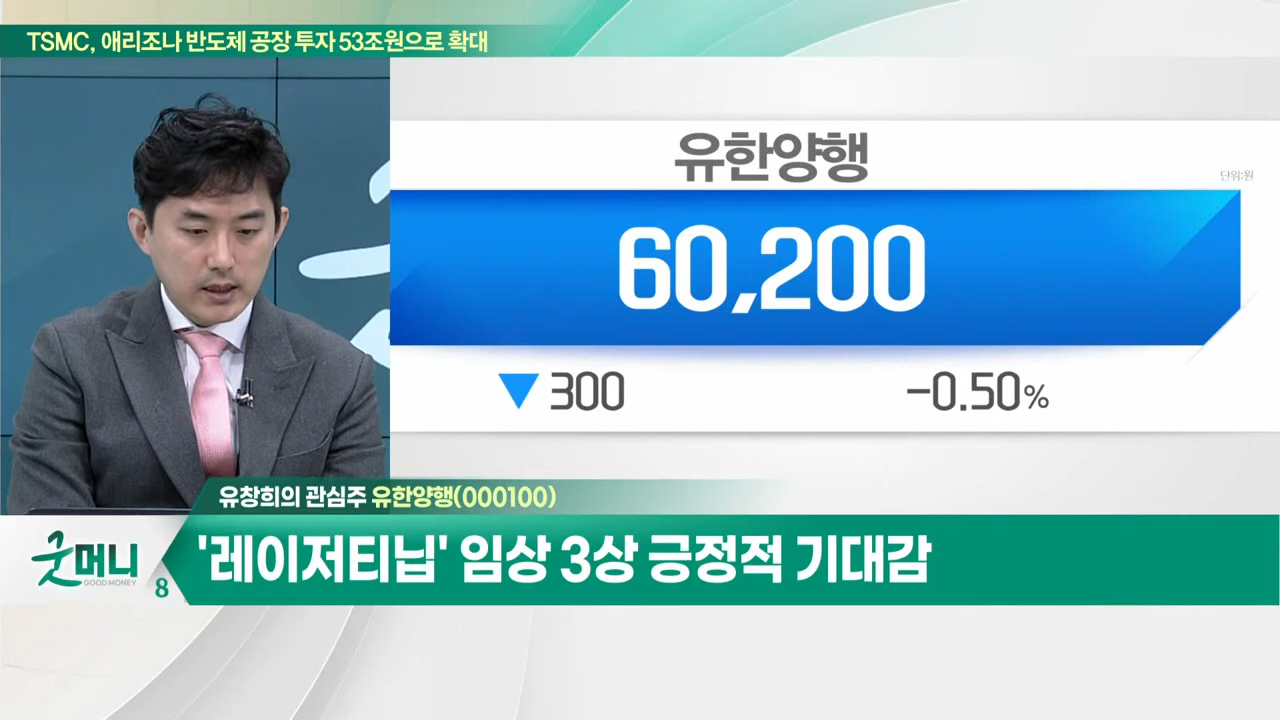 TSMC, 애리조나 반도체 공장 투자 53조원으로 확대
유한양행
단위:원
60,200
▼ 300 -0.50%
유창희의 관심주 유한양행(000100)
'레이저티닙' 임상 3상 긍정적 기대감
굿머니
GOOD MONEY
8